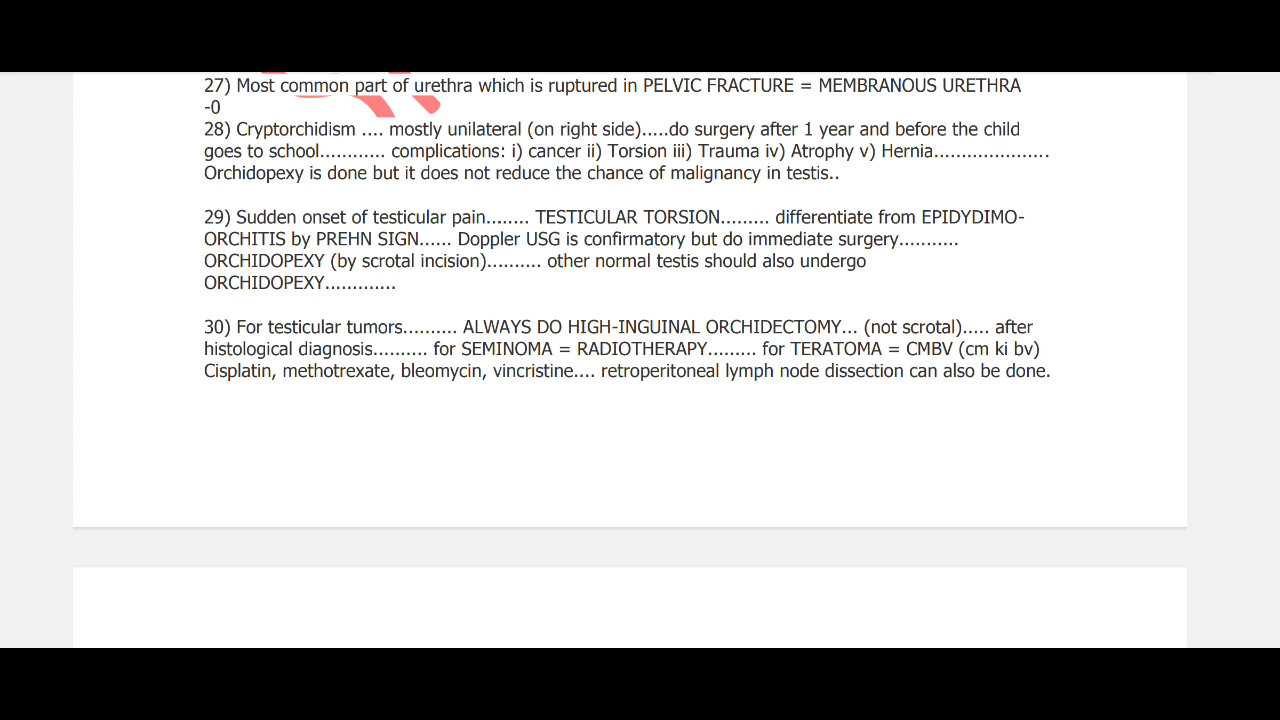 27) Most common part of urethra which is ruptured in PELVIC FRACTURE = MEMBRANOUS URETHRA
-0
28) Cryptorchidism .... mostly unilateral (on right side).....do surgery after 1 year and before the child
goes to school............ complications: i) cancer ii) Torsion iii) Trauma iv) Atrophy v) Hernia.....................
Orchidopexy is done but it does not reduce the chance of malignancy in testis..
29) Sudden onset of testicular pain........ TESTICULAR TORSION......... differentiate from EPIDYDIMO-
ORCHITIS by PREHN SIGN...... Doppler USG is confirmatory but do immediate surgery...........
ORCHIDOPEXY (by scrotal incision).......... other normal testis should also undergo
ORCHIDOPEXY.............
30) For testicular tumors.......... ALWAYS DO HIGH-INGUINAL ORCHIDECTOMY... (not scrotal)..... after
histological diagnosis.......... for SEMINOMA = RADIOTHERAPY......... for TERATOMA = CMBV (cm ki bv)
Cisplatin, methotrexate, bleomycin, vincristine.... retroperitoneal lymph node dissection can also be done.